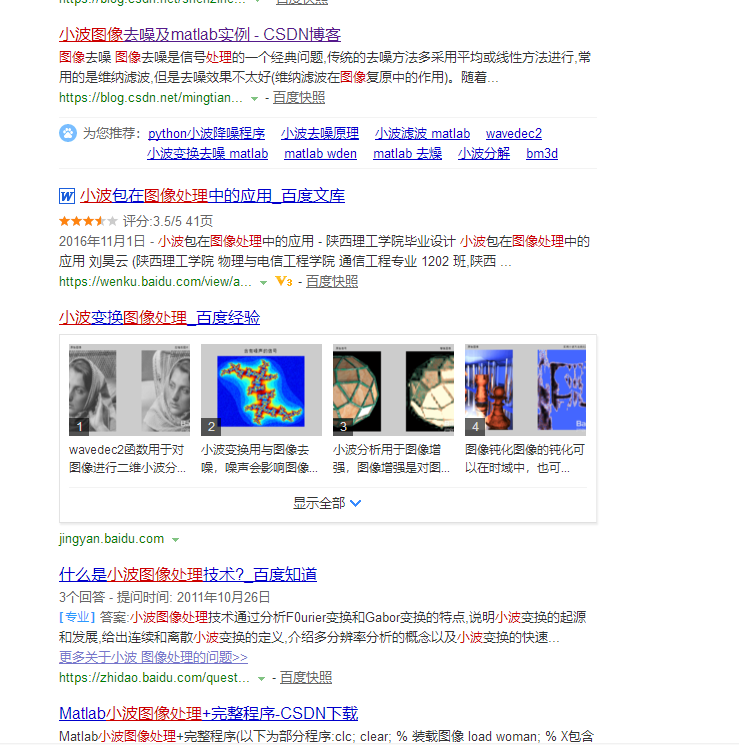 小波图像去噪及matlab实例 - CSDN博客
图像去噪 图像去噪是信号处理的一个经典问题,传统的去噪方法多采用平均或线性方法进行,常
用的是维纳滤波,但是去噪效果不太好(维纳滤波在图像复原中的作用)。随着...
https://blog.csdn.net/mingtian... - 百度快照
为您推荐: python小波降噪程序 小波去噪原理 小波滤波 matlab wavedec2
小波变换去噪 matlab matlab wden matlab 去燥 小波分解 bm3d
小波包在图像处理中的应用_百度文库
评分:3.5/5 41页
2016年11月1日 - 小波包在图像处理中的应用 - 陕西理工学院毕业设计 小波包在图像处理中的
应用 刘昊云 (陕西理工学院 物理与电信工程学院 通信工程专业 1202 班,陕西 ...
https://wenku.baidu.com/view/a... V3 - 百度快照
小波变换图像处理_百度经验
1 2 3 4
wavedec2函数用于对 小波变换用与图像去 小波分析用于图像增 图像钝化图像的钝化可
图像进行二维小波分... 噪，噪声会影响图像... 强，图像增强是对图... 以在时域中，也可...
显示全部
jingyan.baidu.com
什么是小波图像处理技术?_百度知道
3个回答 - 提问时间: 2011年10月26日
[专业] 答案:小波图像处理技术通过分析F0urier变换和Gabor变换的特点,说明小波变换的起源
和发展,给出连续和离散小波变换的定义,介绍多分辨率分析的概念以及小波变换的快速...
更多关于小波 图像处理的问题>>
https://zhidao.baidu.com/quest... - 百度快照
Matlab小波图像处理+完整程序-CSDN下载
Matlab小波图像处理+完整程序(以下为部分程序:clc; clear; % 装载图像 load woman; % X包含